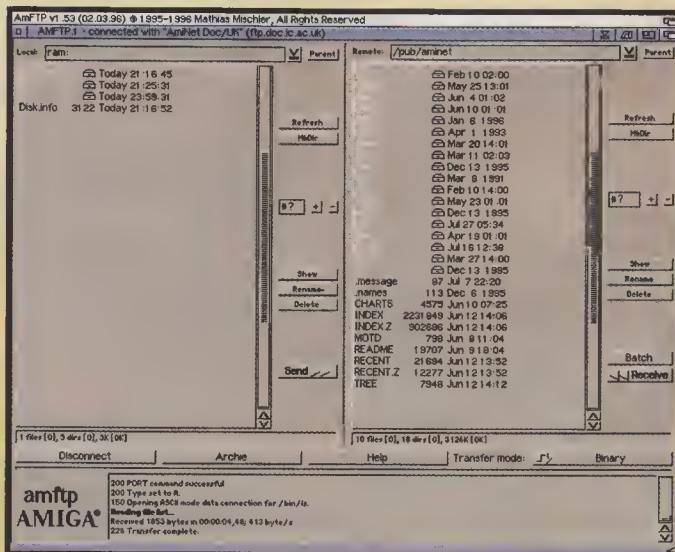 AmFTP v1.53 (02.03.96) © 1995-1996 Mathias Mischler, All Rights Reserved
AMFTP.1 - connected with "AmiNet Doc/UK" (ftp.doc.ic.ac.uk)
Local: ram:
Parent
Today 21:16:45
Today 21:25:31
Today 23:58:31
Disk.info 3122 Today 21:16:52
Refresh
MkDir
#? + -
Show
Rename
Delete
Send
1 files [0], 3 dirs [0], 3K [0K]
Remote: /pub/aminet
Parent
Feb 10 02:00
May 25 13:01
Jun 4 01:02
Jun 10 01:01
Jan 6 1996
Apr 1 1993
Mar 20 14:01
Mar 11 02:03
Dec 13 1995
Mar 8 1991
Feb 10 14:00
May 23 01:01
Dec 13 1995
Jul 27 05:34
Apr 19 01:01
Jul 16 12:38
Mar 27 14:00
Dec 13 1995
.message 87 Jul 7 22:20
.names 113 Dec 6 1995
CHARTS 4575 Jun 10 07:25
INDEX 2231849 Jun 12 14:06
INDEX.Z 902686 Jun 12 14:06
MOTD 798 Jun 8 11:04
README 19707 Jun 9 18:04
RECENT 21694 Jun 12 13:52
RECENT.Z 12277 Jun 12 13:52
TREE 7948 Jun 12 14:12
Refresh
#? + -
Show
Rename
Delete
Batch
Receive
10 files [0], 18 dirs [0], 3126K [0K]
Disconnect
Archie
Help
Transfer mode: Binary
amftp
AMIGA®
200 PORT command successful
200 Type set to A.
150 Opening ASCII mode data connection for /bin/ls.
Reading file list...
Received 1853 bytes in 00:00:04,48; 413 byte/s
226 Transfer complete.